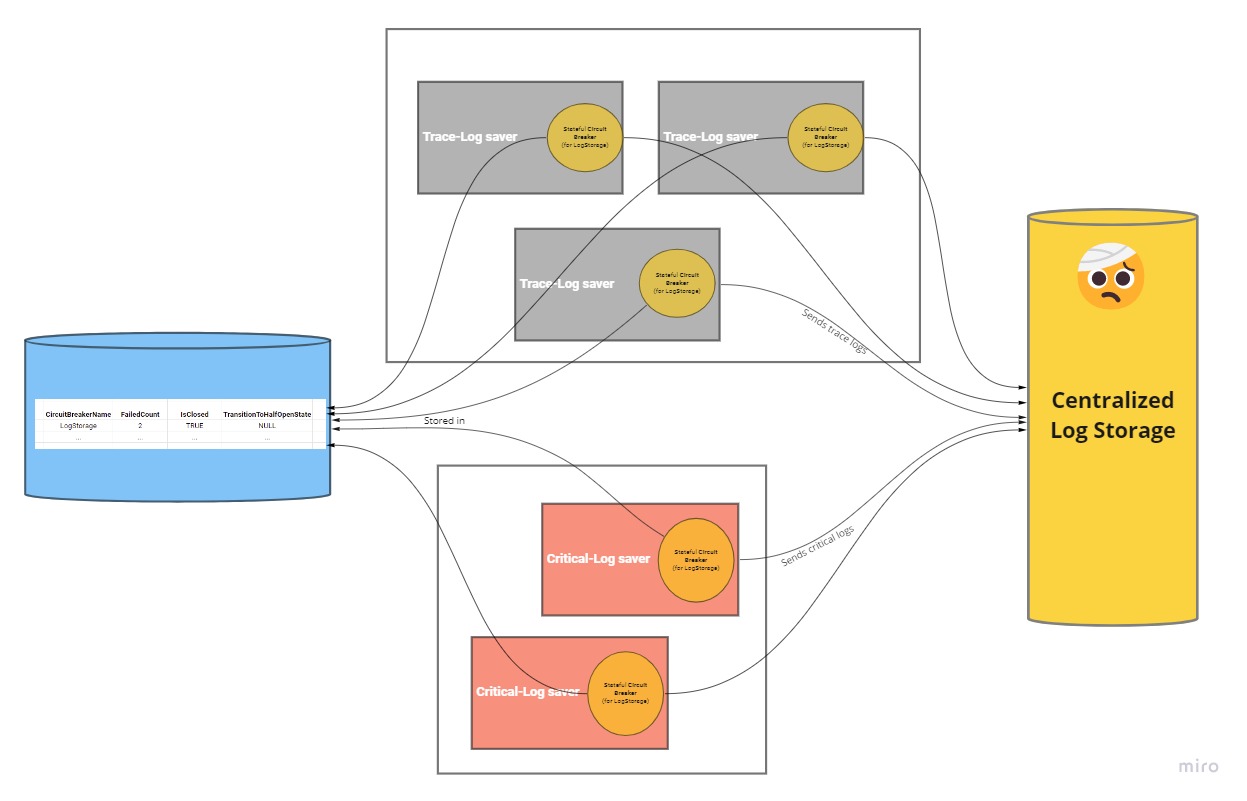 Trace-Log saver
Stateful Circuit
Breaker
(for LogStorage)
Trace-Log saver
Stateful Circuit
Breaker
(for LogStorage)
Trace-Log saver
Stateful Circuit
Breaker
(for LogStorage)
Sends trace logs
CircuitBreakerName FailedCount IsClosed TransitionToHalfOpenState
LogStorage 2 TRUE NULL
... ... ... ...
Stored in
Centralized
Log Storage
Critical-Log saver
Stateful Circuit
Breaker
(for LogStorage)
Sends critical logs
Critical-Log saver
Stateful Circuit
Breaker
(for LogStorage)
miro